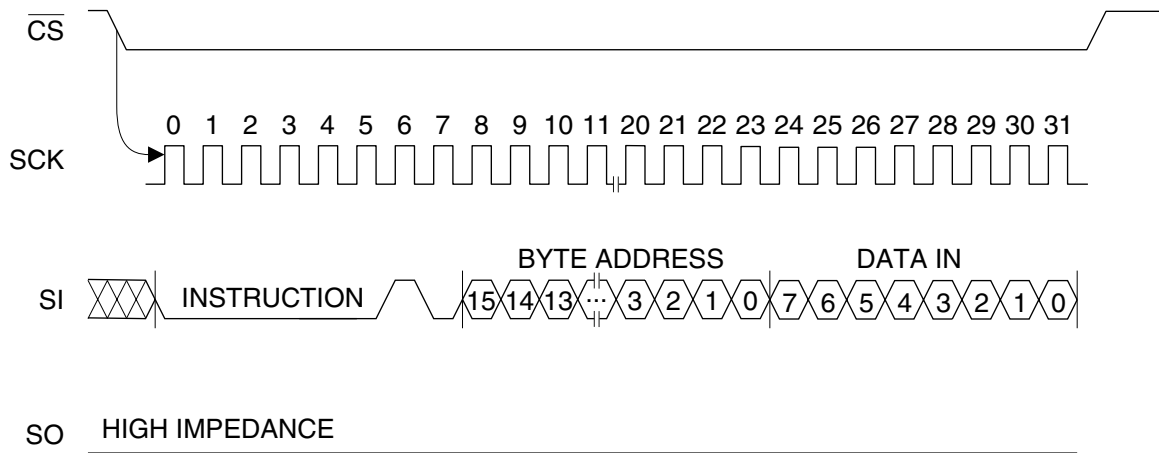 CS
0 1 2 3 4 5 6 7 8 9 10 11 20 21 22 23 24 25 26 27 28 29 30 31
SCK
BYTE ADDRESS DATA IN
SI INSTRUCTION 15 14 13 ... 3 2 1 0 7 6 5 4 3 2 1 0
SO HIGH IMPEDANCE